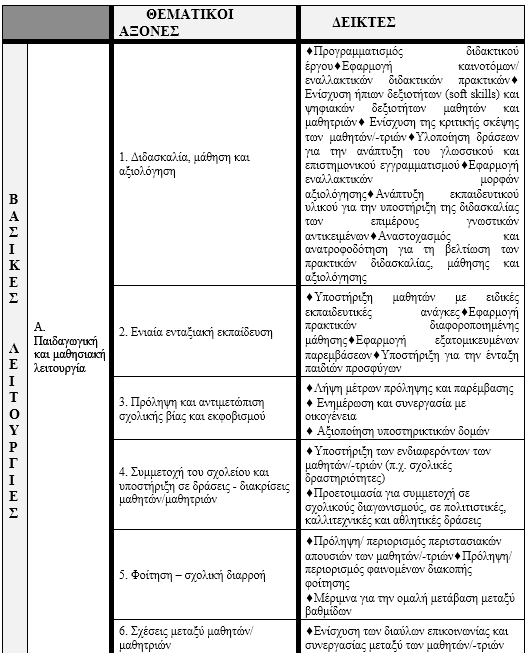 ΘΕΜΑΤΙΚΟΙ
ΑΞΟΝΕΣ
ΔΕΙΚΤΕΣ
ΒΑΣΙΚΕΣ ΛΕΙΤΟΥΡΓΙΕΣ
Α.
Παιδαγωγική
και μαθησιακή
λειτουργία
1. Διδασκαλία, μάθηση και
αξιολόγηση
♦Προγραμματισμός διδακτικού
έργου♦Εφαρμογή καινοτόμων/
εναλλακτικών διδακτικών πρακτικών♦
Ενίσχυση ήπιων δεξιοτήτων (soft skills) και
ψηφιακών δεξιοτήτων μαθητών και
μαθητριών♦ Ενίσχυση της κριτικής σκέψης
των μαθητών/-τριών♦Υλοποίηση δράσεων
για την ανάπτυξη του γλωσσικού και
επιστημονικού εγγραμματισμού♦Εφαρμογή
εναλλακτικών μορφών
αξιολόγησης♦Ανάπτυξη εκπαιδευτικού
υλικού για την υποστήριξη της διδασκαλίας
των επιμέρους γνωστικών
αντικειμένων♦Αναστοχασμός και
ανατροφοδότηση για τη βελτίωση των
πρακτικών διδασκαλίας, μάθησης και
αξιολόγησης
2. Ενιαία ενταξιακή εκπαίδευση
♦Υποστήριξη μαθητών με ειδικές
εκπαιδευτικές ανάγκες♦Εφαρμογή
πρακτικών διαφοροποιημένης
μάθησης♦Εφαρμογή εξατομικευμένων
παρεμβάσεων♦Υποστήριξη για την ένταξη
παιδιών προσφύγων
3. Πρόληψη και αντιμετώπιση
σχολικής βίας και εκφοβισμού
♦Λήψη μέτρων πρόληψης και παρέμβασης
♦ Ενημέρωση και συνεργασία με
οικογένεια
♦ Αξιοποίηση υποστηρικτικών δομών
4. Συμμετοχή του σχολείου και
υποστήριξη σε δράσεις - διακρίσεις
μαθητών/μαθητριών
♦Υποστήριξη των ενδιαφερόντων των
μαθητών/-τριών (π.χ. σχολικές
δραστηριότητες)
♦Προετοιμασία για συμμετοχή σε
σχολικούς διαγωνισμούς, σε πολιτιστικές,
καλλιτεχνικές και αθλητικές δράσεις
5. Φοίτηση – σχολική διαρροή
♦Πρόληψη/ περιορισμός περιστασιακών
απουσιών των μαθητών/-τριών♦Πρόληψη/
περιορισμός φαινομένων διακοπής
φοίτησης
♦Μέριμνα για την ομαλή μετάβαση μεταξύ
βαθμίδων
6. Σχέσεις μεταξύ μαθητών/
μαθητριών
♦Ενίσχυση των διαύλων επικοινωνίας και
συνεργασίας μεταξύ των μαθητών/-τριών